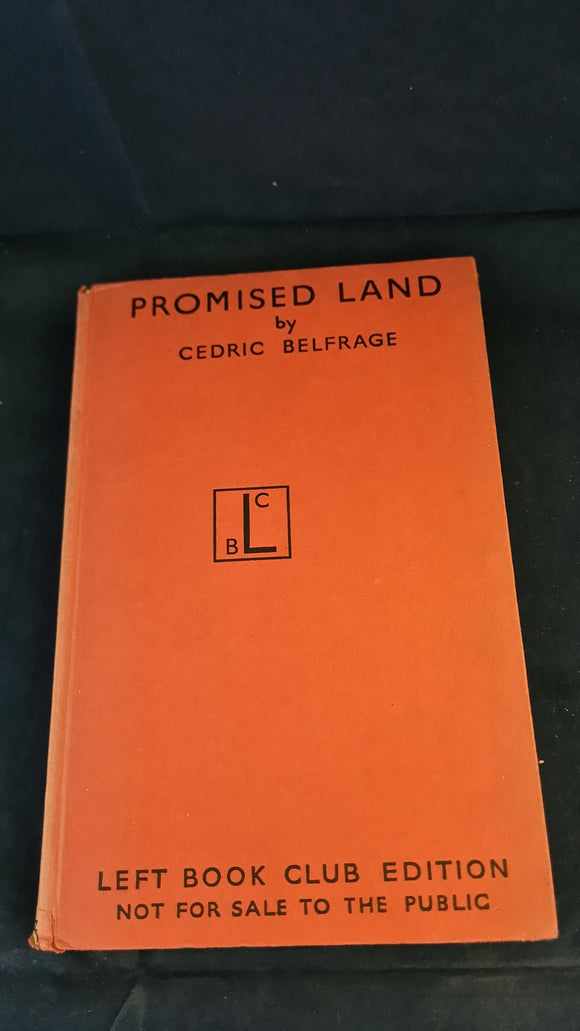 PROMISED LAND
by
CEDRIC BELFRAGE
L B C
LEFT BOOK CLUB EDITION
NOT FOR SALE TO THE PUBLIC